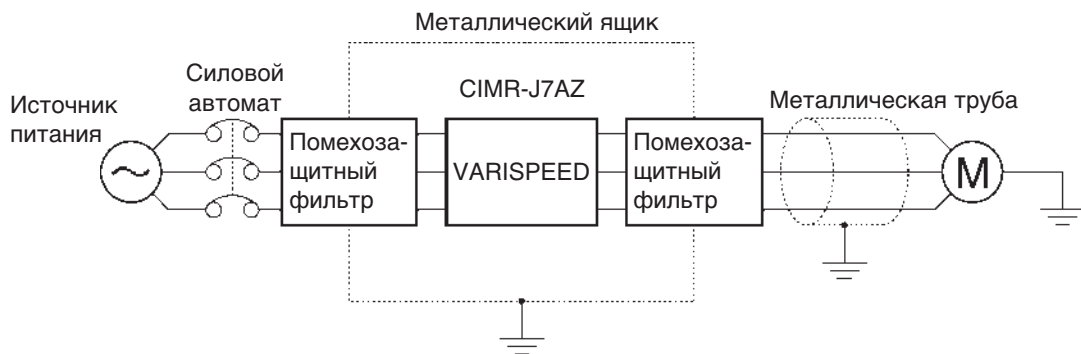 Металлический ящик
Силовой
автомат
CIMR-J7AZ
Источник
питания
Металлическая труба
Помехоза-
щитный
фильтр
VARISPEED
Помехоза-
щитный
фильтр
M